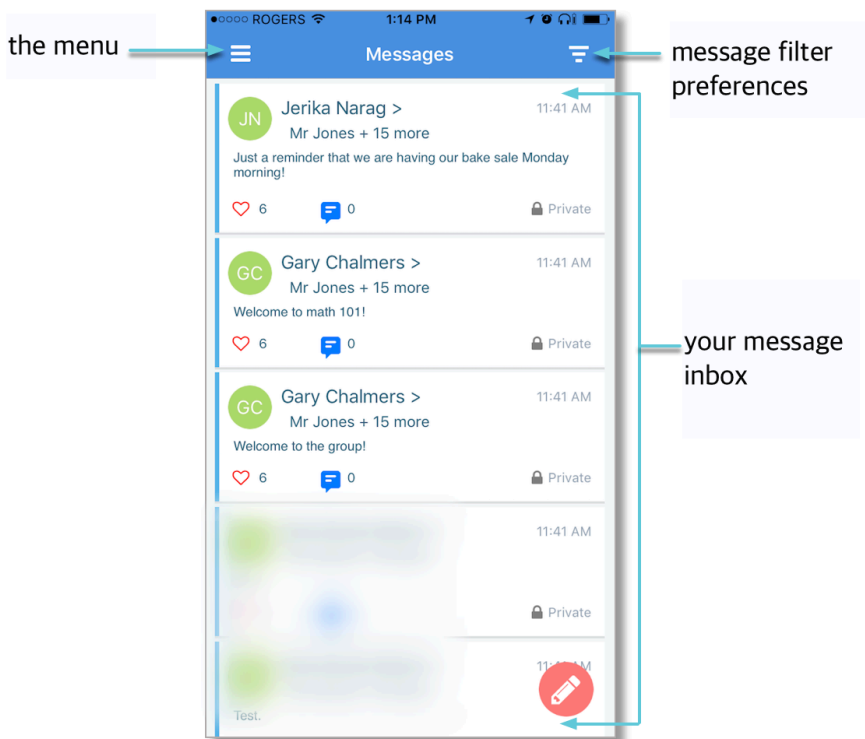 ROGERS 1:14 PM
the menu
Messages
message filter
preferences
JN
Jerika Narag >
11:41 AM
Mr Jones + 15 more
Just a reminder that we are having our bake sale Monday
morning!
6
0
Private
GC
Gary Chalmers >
11:41 AM
Mr Jones + 15 more
Welcome to math 101!
6
0
Private
your message
inbox
GC
Gary Chalmers >
11:41 AM
Mr Jones + 15 more
Welcome to the group!
6
0
Private
11:41 AM
Private
Test.